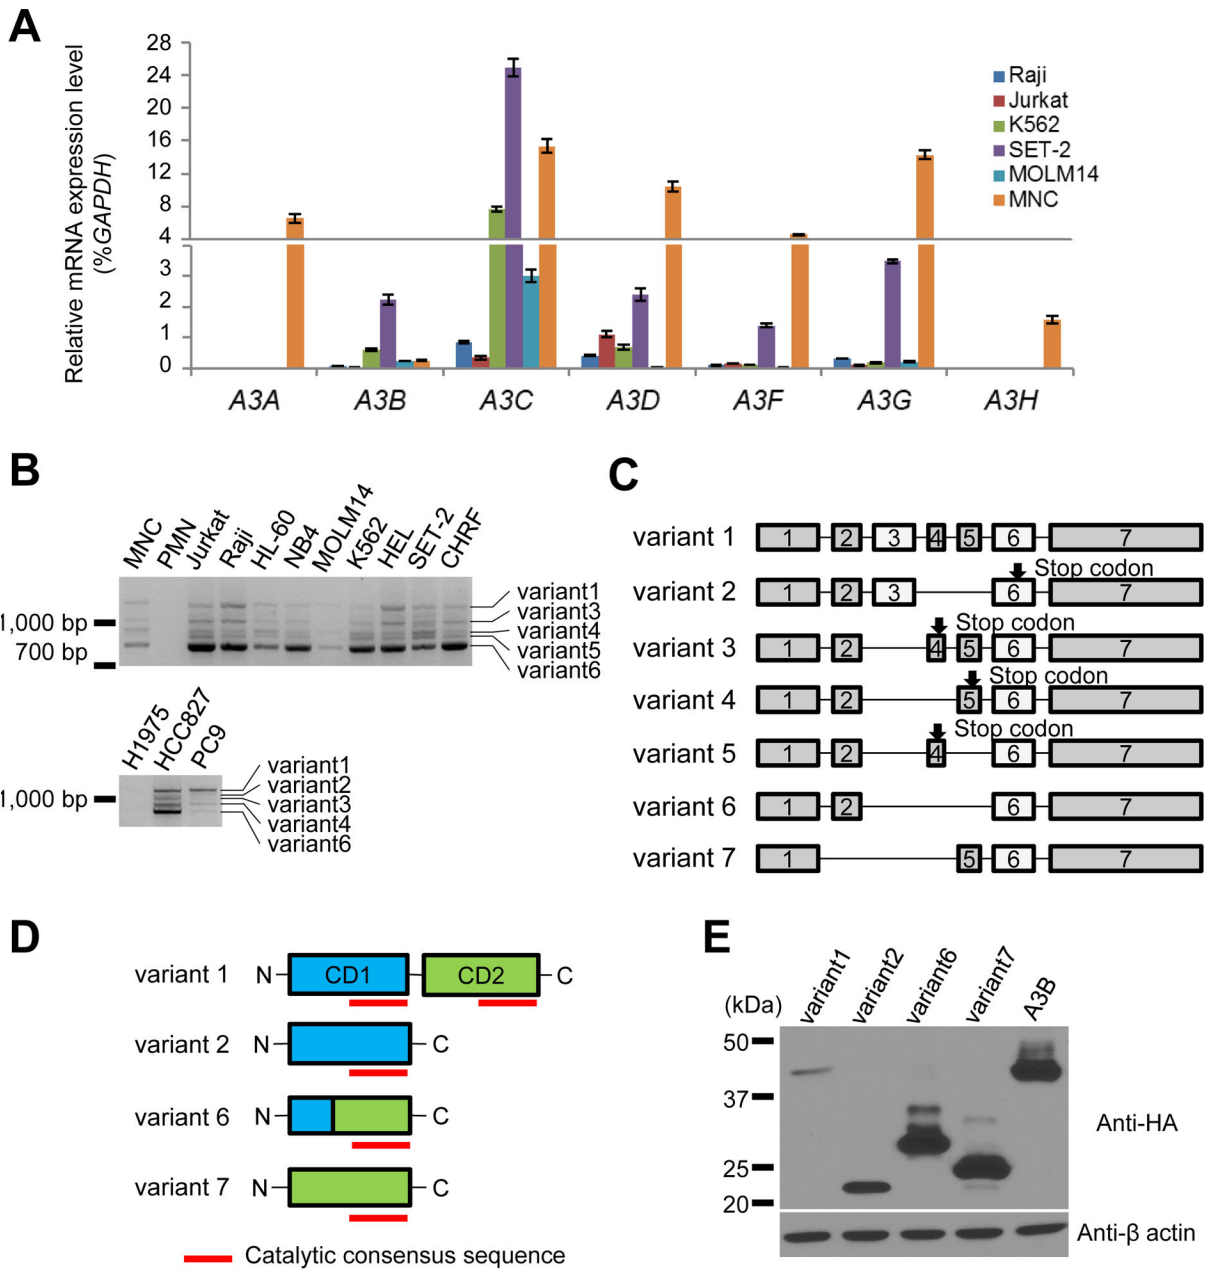 A
Relative mRNA expression level
(%GAPDH)
28
24
20
16
12
8
4
3
2
1
0
Raji
Jurkat
K562
SET-2
MOLM14
MNC
A3A A3B A3C A3D A3F A3G A3H
B
MNC PMN Jurkat Raji HL-60 NB4 MOLM14 K562 HEL SET-2 CHRF
1,000 bp
700 bp
variant1
variant3
variant4
variant5
variant6
H1975 HCC827 PC9
1,000 bp
variant1
variant2
variant3
variant4
variant6
C
variant 1 1 2 3 4 5 6 7
Stop codon
variant 2 1 2 3 6 7
Stop codon
variant 3 1 2 4 5 6 7
Stop codon
variant 4 1 2 5 6 7
Stop codon
variant 5 1 2 4 6 7
variant 6 1 2 6 7
variant 7 1 5 6 7
D
variant 1 N CD1 CD2 C
variant 2 N C
variant 6 N C
variant 7 N C
Catalytic consensus sequence
E
(kDa) variant1 variant2 variant6 variant7 A3B
50
37
25
20
Anti-HA
Anti-β actin